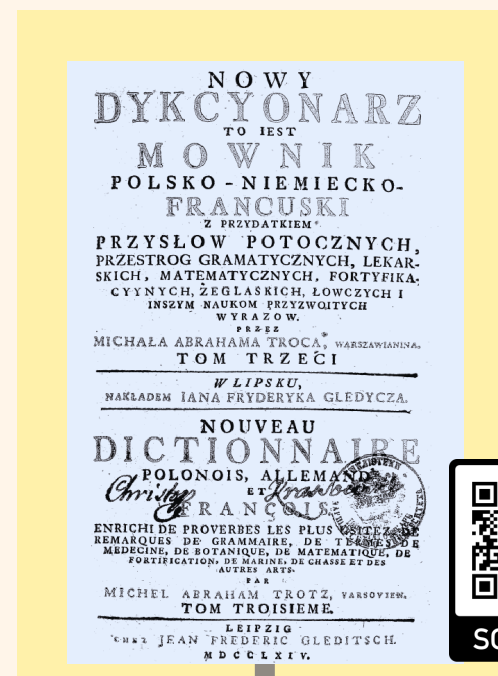 NOWY
DYKCYONARZ
TO IEST
MOWNIK
POLSKO-NIEMIECKO-
FRANCUSKI
Z PRZYDATKIEM
PRZYSŁOW POTOCZNYCH,
PRZESTROG GRAMATYCZNYCH, LEKAR-
SKICH, MATEMATYCZNYCH, FORTYFIKA-
CYYNYCH, ŻEGLASKICH, ŁOWCZYCH I
INSZYM NAUKOM PRZYZWOITYCH
WYRAZOW.
PRZEZ
MICHAŁA ABRAHAMA TROCA, WARSZAWIANINA.
TOM TRZECI
W LIPSKU,
NAKŁADEM IANA FRYDERYKA GLEDYCZA.
NOUVEAU
DICTIONNAIRE
POLONOIS, ALLEMAND
ET
FRANÇOIS
ENRICHI DE PROVERBES LES PLUS USITEZ, DE
REMARQUES DE GRAMMAIRE, DE TERMES DE
MEDECINE, DE BOTANIQUE, DE MATEMATIQUE, DE
FORTIFICATION, DE MARINE, DE CHASSE ET DES
AUTRES ARTS.
PAR
MICHEL ABRAHAM TROTZ, VARSOVIEN.
TOM TROISIEME.
LEIPZIG
CHEZ JEAN FREDERIC GLEDITSCH.
MDCCLXIV.